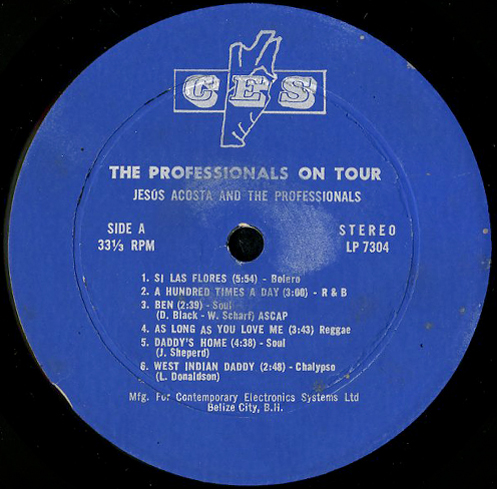 CES
THE PROFESSIONALS ON TOUR
JESÚS ACOSTA AND THE PROFESSIONALS
SIDE A
33⅓ RPM
STEREO
LP 7304
1. SI LAS FLORES (5:54) - Bolero
2. A HUNDRED TIMES A DAY (3:00) - R & B
3. BEN (2:39) - Soul
(D. Black - W. Scharf) ASCAP
4. AS LONG AS YOU LOVE ME (3:43) Reggae
5. DADDY'S HOME (4:38) - Soul
(J. Sheperd)
6. WEST INDIAN DADDY (2:48) - Chalypso
(L. Donaldson)
Mfg. For Contemporary Electronics Systems Ltd
Belize City, B.H.